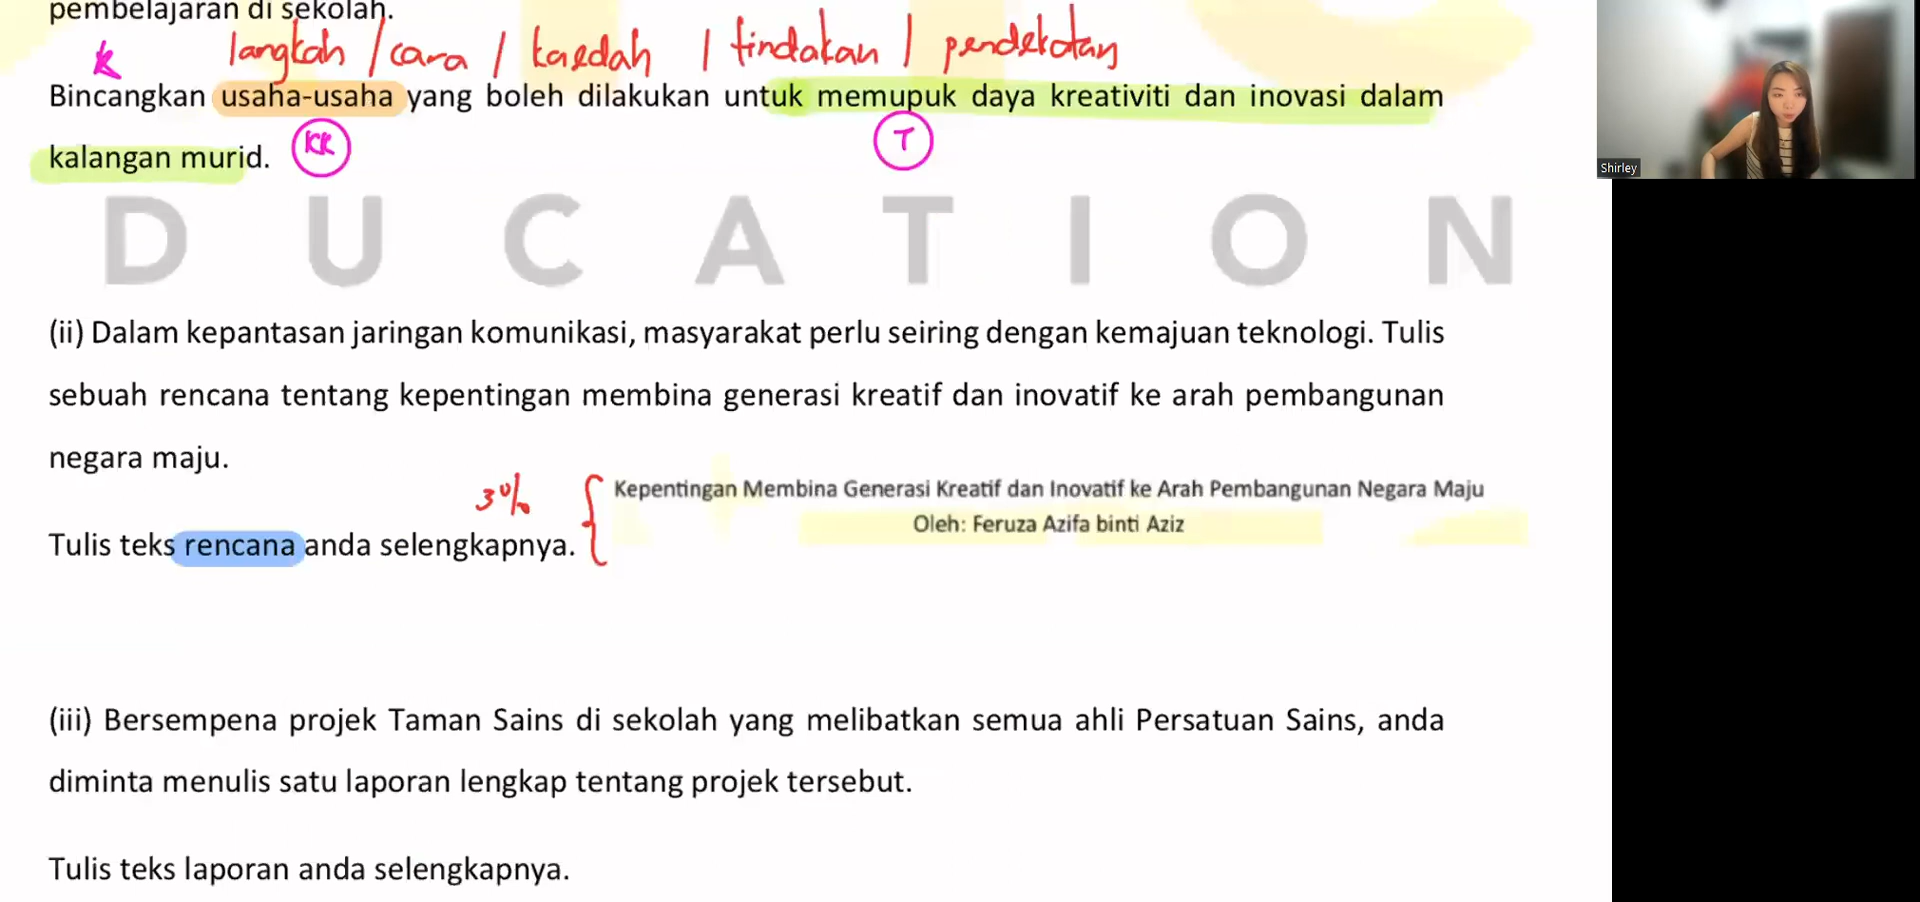 pembelajaran di sekolah.
k langkah / cara / kaedah / tindakan / pendekatan
Bincangkan usaha-usaha yang boleh dilakukan untuk memupuk daya kreativiti dan inovasi dalam
kalangan murid. KK T
Shirley
D U C A T I O N
(ii) Dalam kepantasan jaringan komunikasi, masyarakat perlu seiring dengan kemajuan teknologi. Tulis
sebuah rencana tentang kepentingan membina generasi kreatif dan inovatif ke arah pembangunan
negara maju.
3% { Kepentingan Membina Generasi Kreatif dan Inovatif ke Arah Pembangunan Negara Maju
Oleh: Feruza Azifa binti Aziz
Tulis teks rencana anda selengkapnya.
(iii) Bersempena projek Taman Sains di sekolah yang melibatkan semua ahli Persatuan Sains, anda
diminta menulis satu laporan lengkap tentang projek tersebut.
Tulis teks laporan anda selengkapnya.